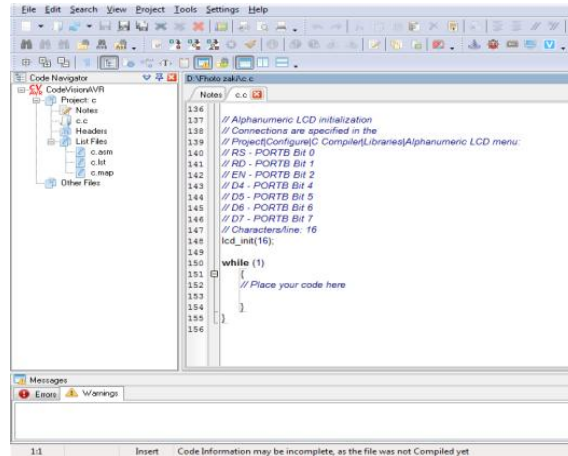 File Edit Search View Project Tools Settings Help
Code Navigator
CodeVisionAVR
Project: c
Notes
c.c
Headers
List Files
c.asm
c.lst
c.map
Other Files
D:\Fhoto zaki\c.c
Notes c.c
136
137 // Alphanumeric LCD initialization
138 // Connections are specified in the
139 // Project|Configure|C Compiler|Libraries|Alphanumeric LCD menu:
140 // RS - PORTB Bit 0
141 // RD - PORTB Bit 1
142 // EN - PORTB Bit 2
143 // D4 - PORTB Bit 4
144 // D5 - PORTB Bit 5
145 // D6 - PORTB Bit 6
146 // D7 - PORTB Bit 7
147 // Characters/line: 16
148 lcd_init(16);
149
150 while (1)
151 {
152 // Place your code here
153
154 }
155 }
156
Messages
Errors Warnings
1:1 Insert Code Information may be incomplete, as the file was not Compiled yet